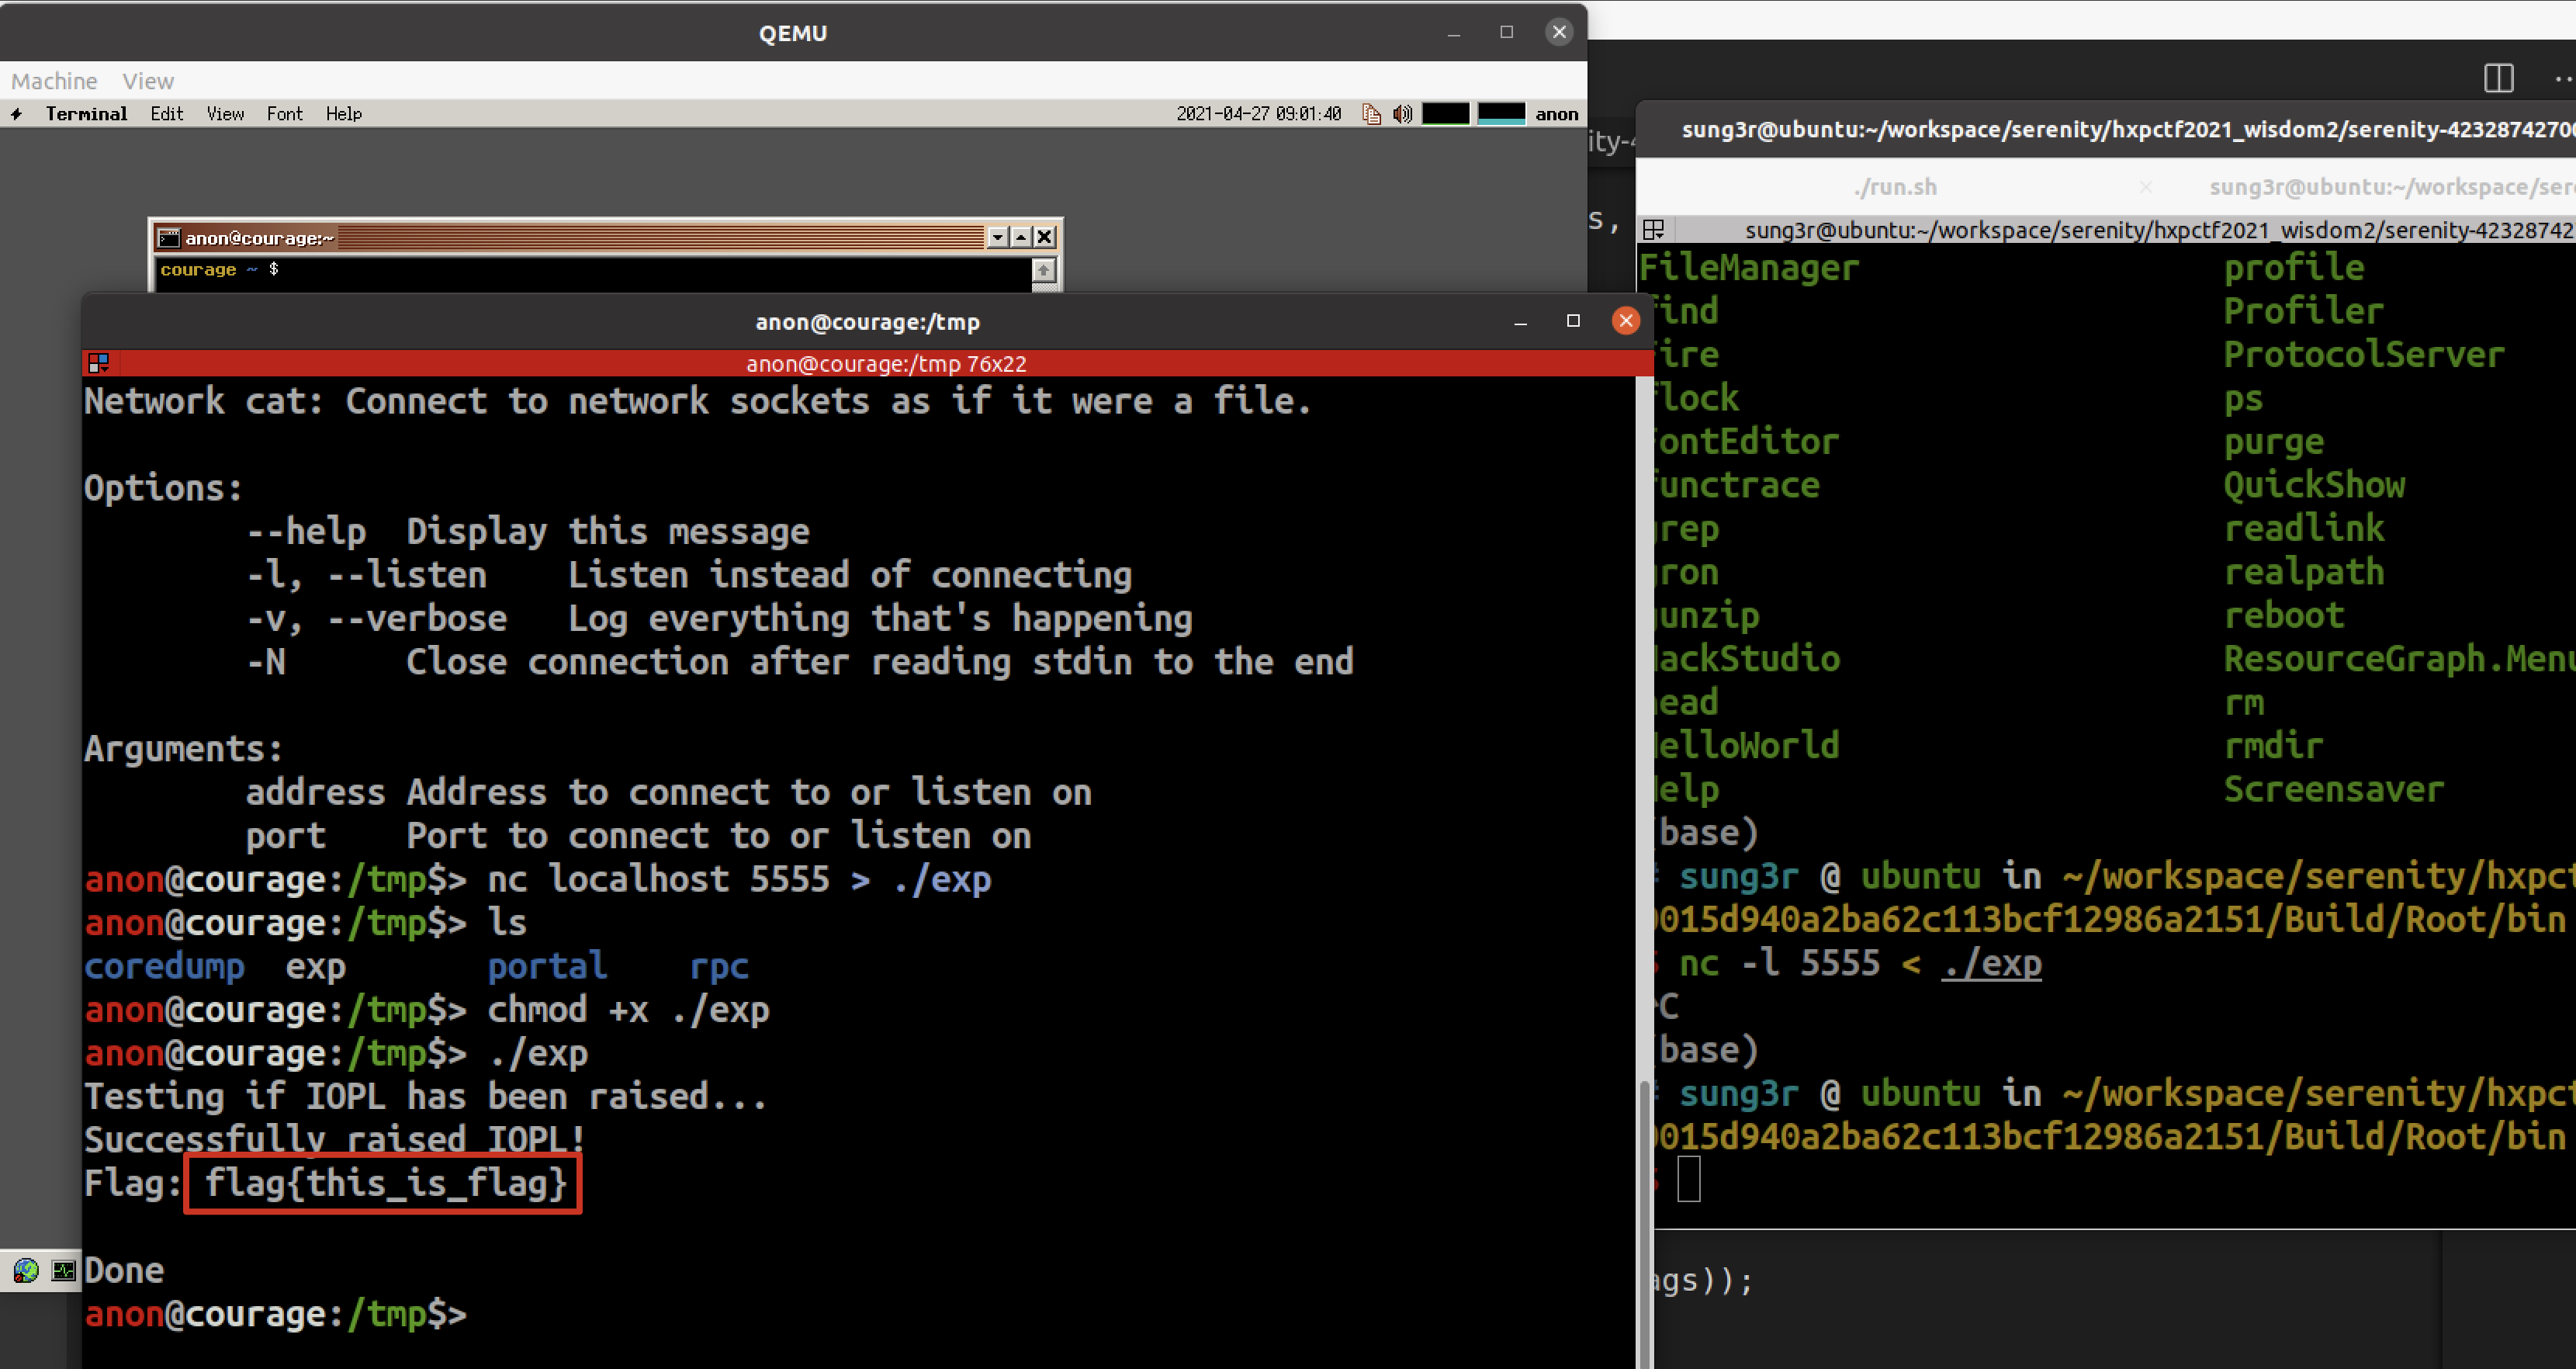 QEMU
Machine View
Terminal Edit View Font Help 2021-04-27 09:01:40 anon
anon@courage:~
courage ~ $
anon@courage:/tmp
anon@courage:/tmp 76x22
Network cat: Connect to network sockets as if it were a file.
Options:
--help Display this message
-l, --listen Listen instead of connecting
-v, --verbose Log everything that's happening
-N Close connection after reading stdin to the end
Arguments:
address Address to connect to or listen on
port Port to connect to or listen on
anon@courage:/tmp$> nc localhost 5555 > ./exp
anon@courage:/tmp$> ls
coredump exp portal rpc
anon@courage:/tmp$> chmod +x ./exp
anon@courage:/tmp$> ./exp
Testing if IOPL has been raised...
Successfully raised IOPL!
Flag: flag{this_is_flag}
Done
anon@courage:/tmp$>
ity-4
s,
sung3r@ubuntu:~/workspace/serenity/hxpctf2021_wisdom2/serenity-4232874270
./run.sh × sung3r@ubuntu:~/workspace/ser
sung3r@ubuntu:~/workspace/serenity/hxpctf2021_wisdom2/serenity-42328742
FileManager profile
find Profiler
ire ProtocolServer
lock ps
ontEditor purge
unctrace QuickShow
rep readlink
ron realpath
unzip reboot
ackStudio ResourceGraph.Menu
ead rm
elloWorld rmdir
elp Screensaver
(base)
# sung3r @ ubuntu in ~/workspace/serenity/hxpct
0015d940a2ba62c113bcf12986a2151/Build/Root/bin
$ nc -l 5555 < ./exp
^C
(base)
# sung3r @ ubuntu in ~/workspace/serenity/hxpct
0015d940a2ba62c113bcf12986a2151/Build/Root/bin
$
ags));